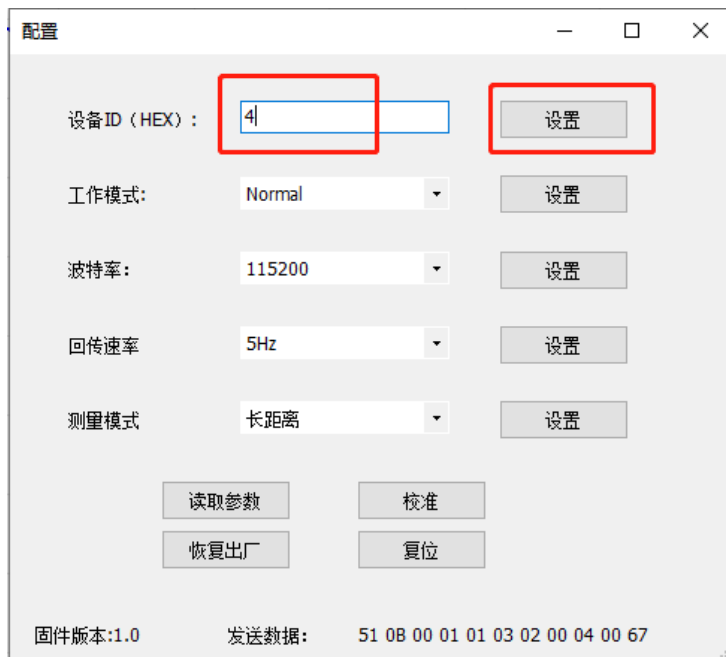 配置
设备ID（HEX）: 4 设置
工作模式: Normal 设置
波特率: 115200 设置
回传速率 5Hz 设置
测量模式 长距离 设置
读取参数 校准
恢复出厂 复位
固件版本:1.0 发送数据: 51 0B 00 01 01 03 02 00 04 00 67